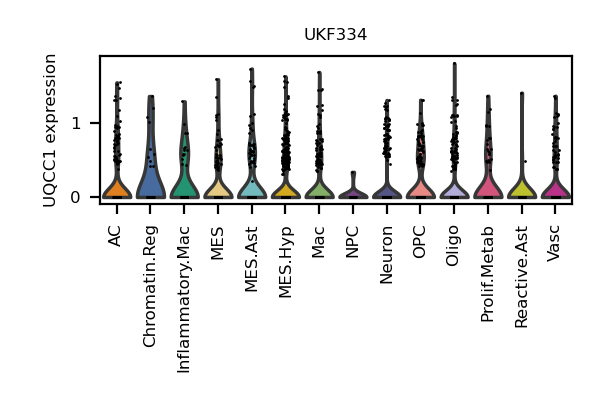 UKF334
UQCC1 expression
1
0
AC
Chromatin.Reg
Inflammatory.Mac
MES
MES.Ast
MES.Hyp
Mac
NPC
Neuron
OPC
Oligo
Prolif.Metab
Reactive.Ast
Vasc